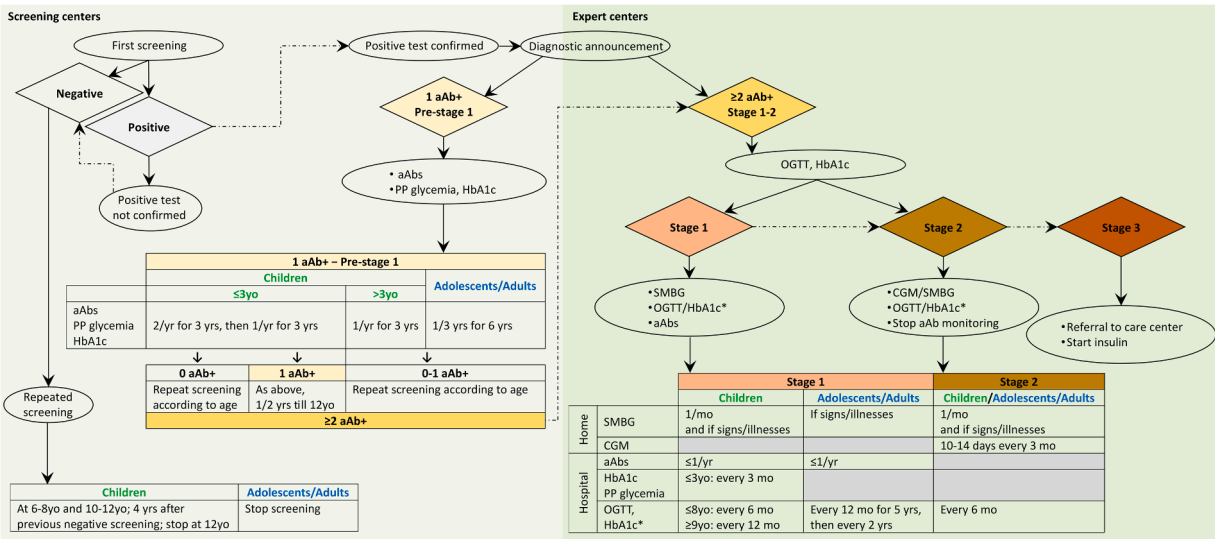 Screening centers
Expert centers
First screening
Positive test confirmed
Diagnostic announcement
Negative
Positive
1 aAb+
Pre-stage 1
≥2 aAb+
Stage 1-2
• aAbs
•PP glycemia, HbA1c
OGTT, HbA1c
Positive test
not confirmed
Stage 1
Stage 2
Stage 3
1 aAb+ – Pre-stage 1
Children
Adolescents/Adults
≤3yo
>3yo
aAbs
PP glycemia
HbA1c
2/yr for 3 yrs, then 1/yr for 3 yrs
1/yr for 3 yrs
1/3 yrs for 6 yrs
•SMBG
•OGTT/HbA1c*
•aAbs
•CGM/SMBG
•OGTT/HbA1c*
•Stop aAb monitoring
•Referral to care center
•Start insulin
0 aAb+
1 aAb+
0-1 aAb+
Repeat screening
according to age
As above,
1/2 yrs till 12yo
Repeat screening according to age
≥2 aAb+
Repeated
screening
Children
Adolescents/Adults
At 6-8yo and 10-12yo; 4 yrs after
previous negative screening; stop at 12yo
Stop screening
Stage 1
Stage 2
Children
Adolescents/Adults
Children/Adolescents/Adults
Home
SMBG
1/mo
and if signs/illnesses
If signs/illnesses
1/mo
and if signs/illnesses
CGM
10-14 days every 3 mo
Hospital
aAbs
≤1/yr
≤1/yr
HbA1c
PP glycemia
≤3yo: every 3 mo
OGTT,
HbA1c*
≤8yo: every 6 mo
≥9yo: every 12 mo
Every 12 mo for 5 yrs,
then every 2 yrs
Every 6 mo